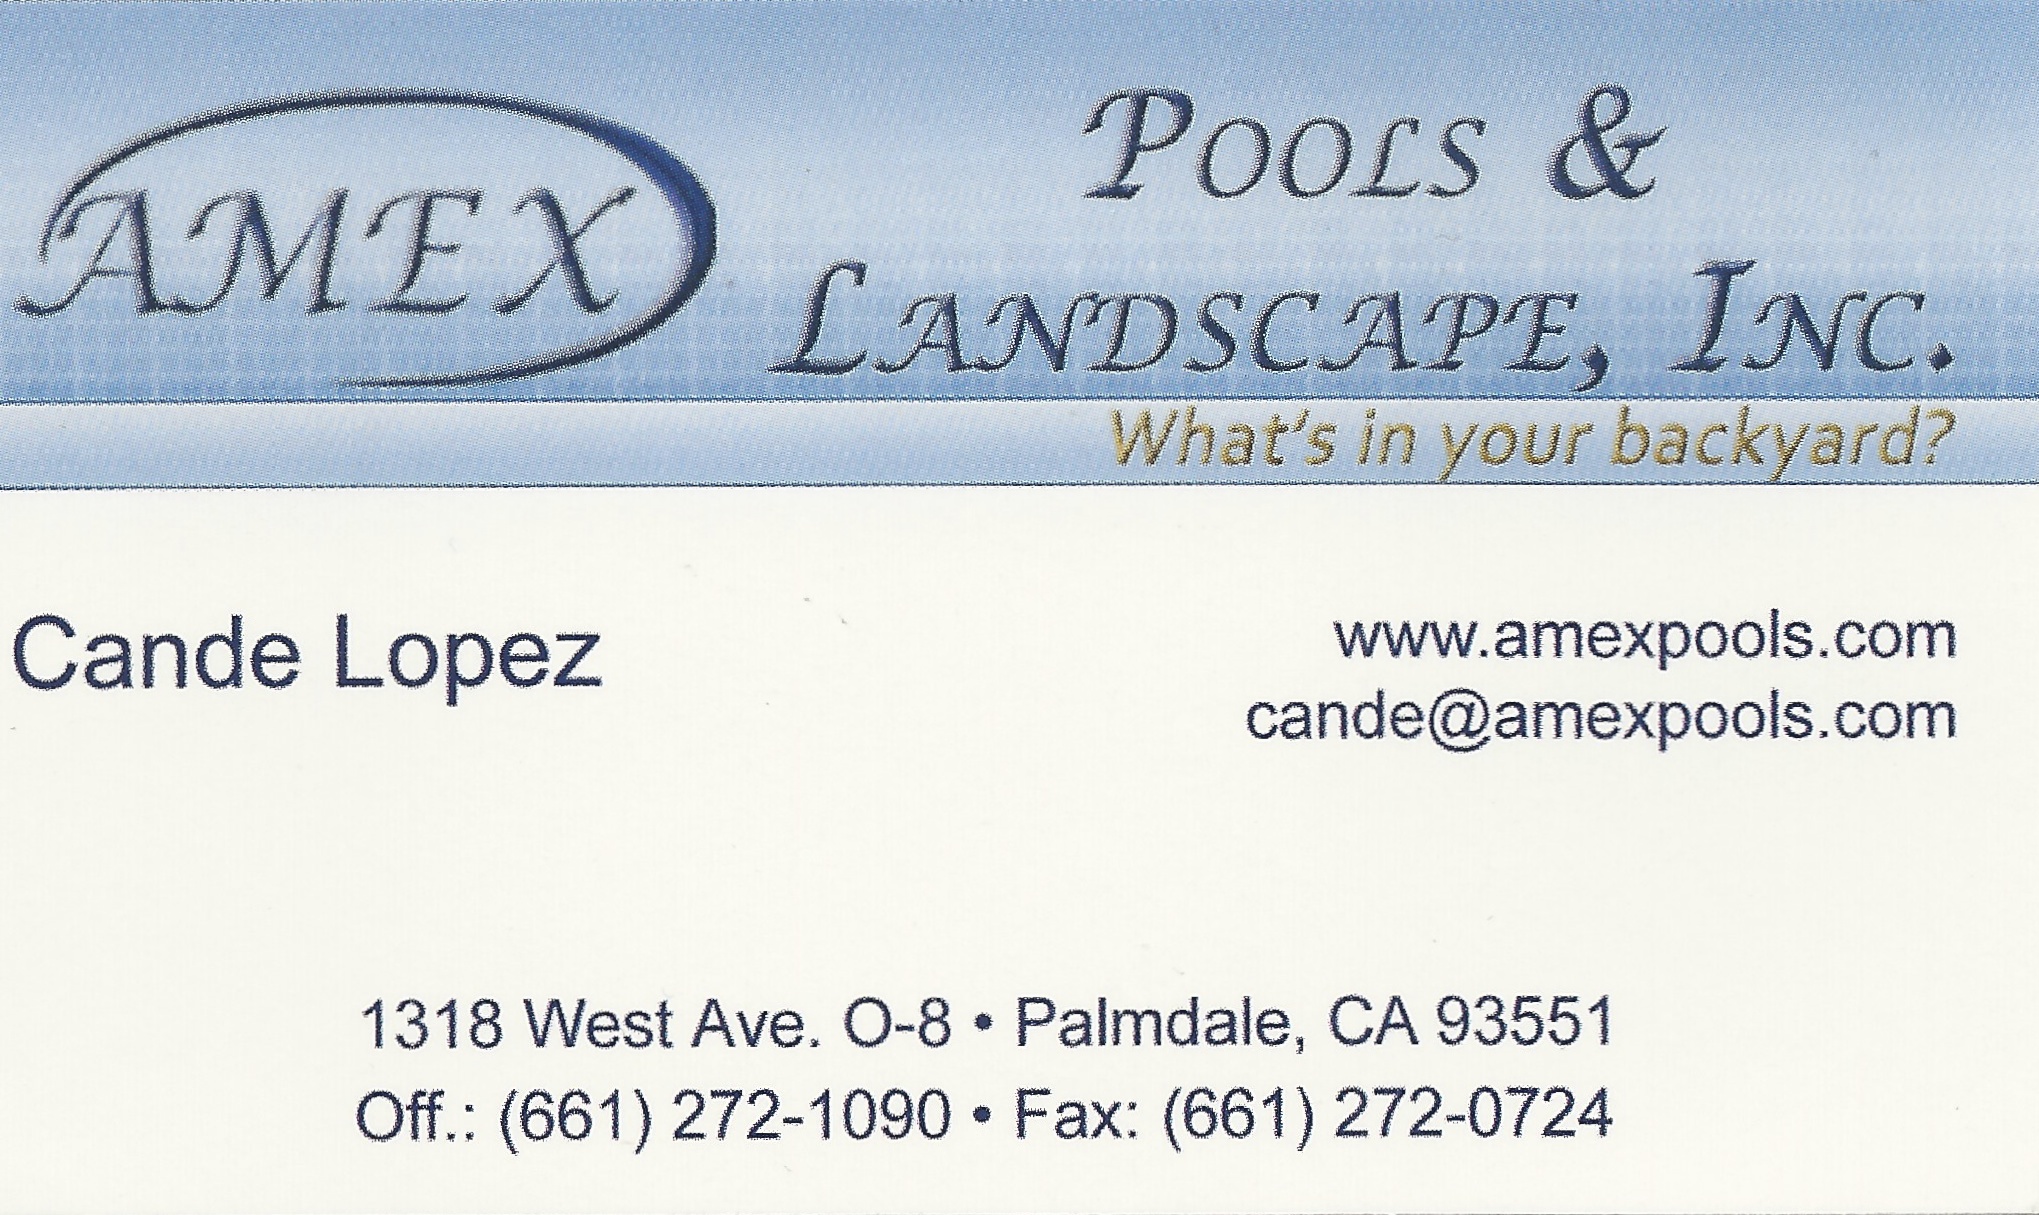 AMEX
POOLS &
LANDSCAPE, INC.
What's in your backyard?
Cande Lopez
www.amexpools.com
cande@amexpools.com
1318 West Ave. O-8 • Palmdale, CA 93551
Off.: (661) 272-1090 • Fax: (661) 272-0724